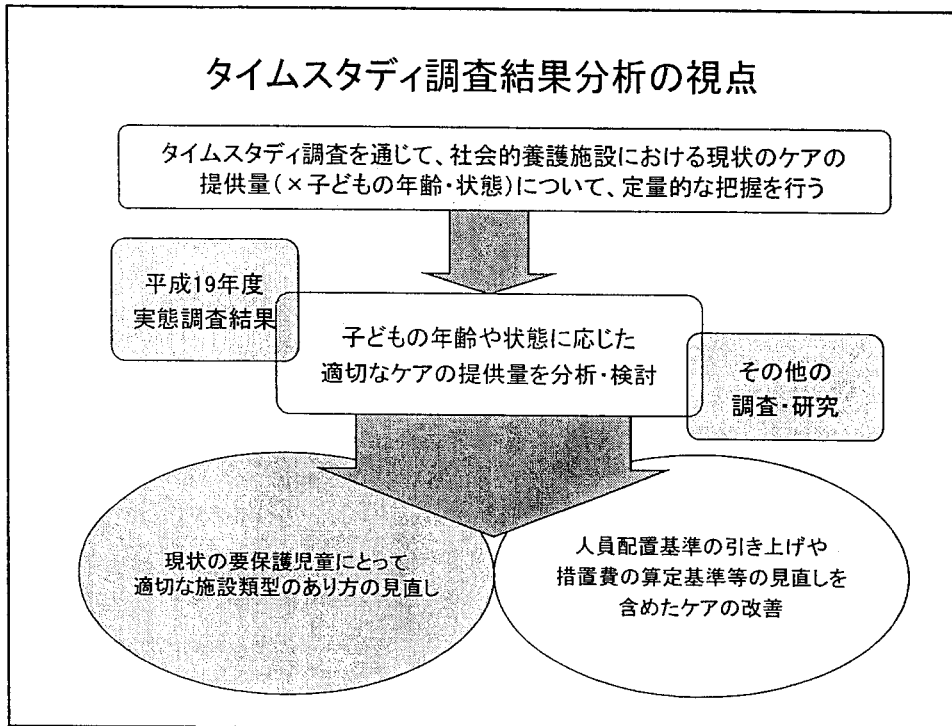 タイムスタディ調査結果分析の視点
タイムスタディ調査を通じて、社会的養護施設における現状のケアの
提供量(×子どもの年齢・状態)について、定量的な把握を行う
平成19年度
実態調査結果
子どもの年齢や状態に応じた
適切なケアの提供量を分析・検討
その他の
調査・研究
現状の要保護児童にとって
適切な施設類型のあり方の見直し
人員配置基準の引き上げや
措置費の算定基準等の見直しを
含めたケアの改善